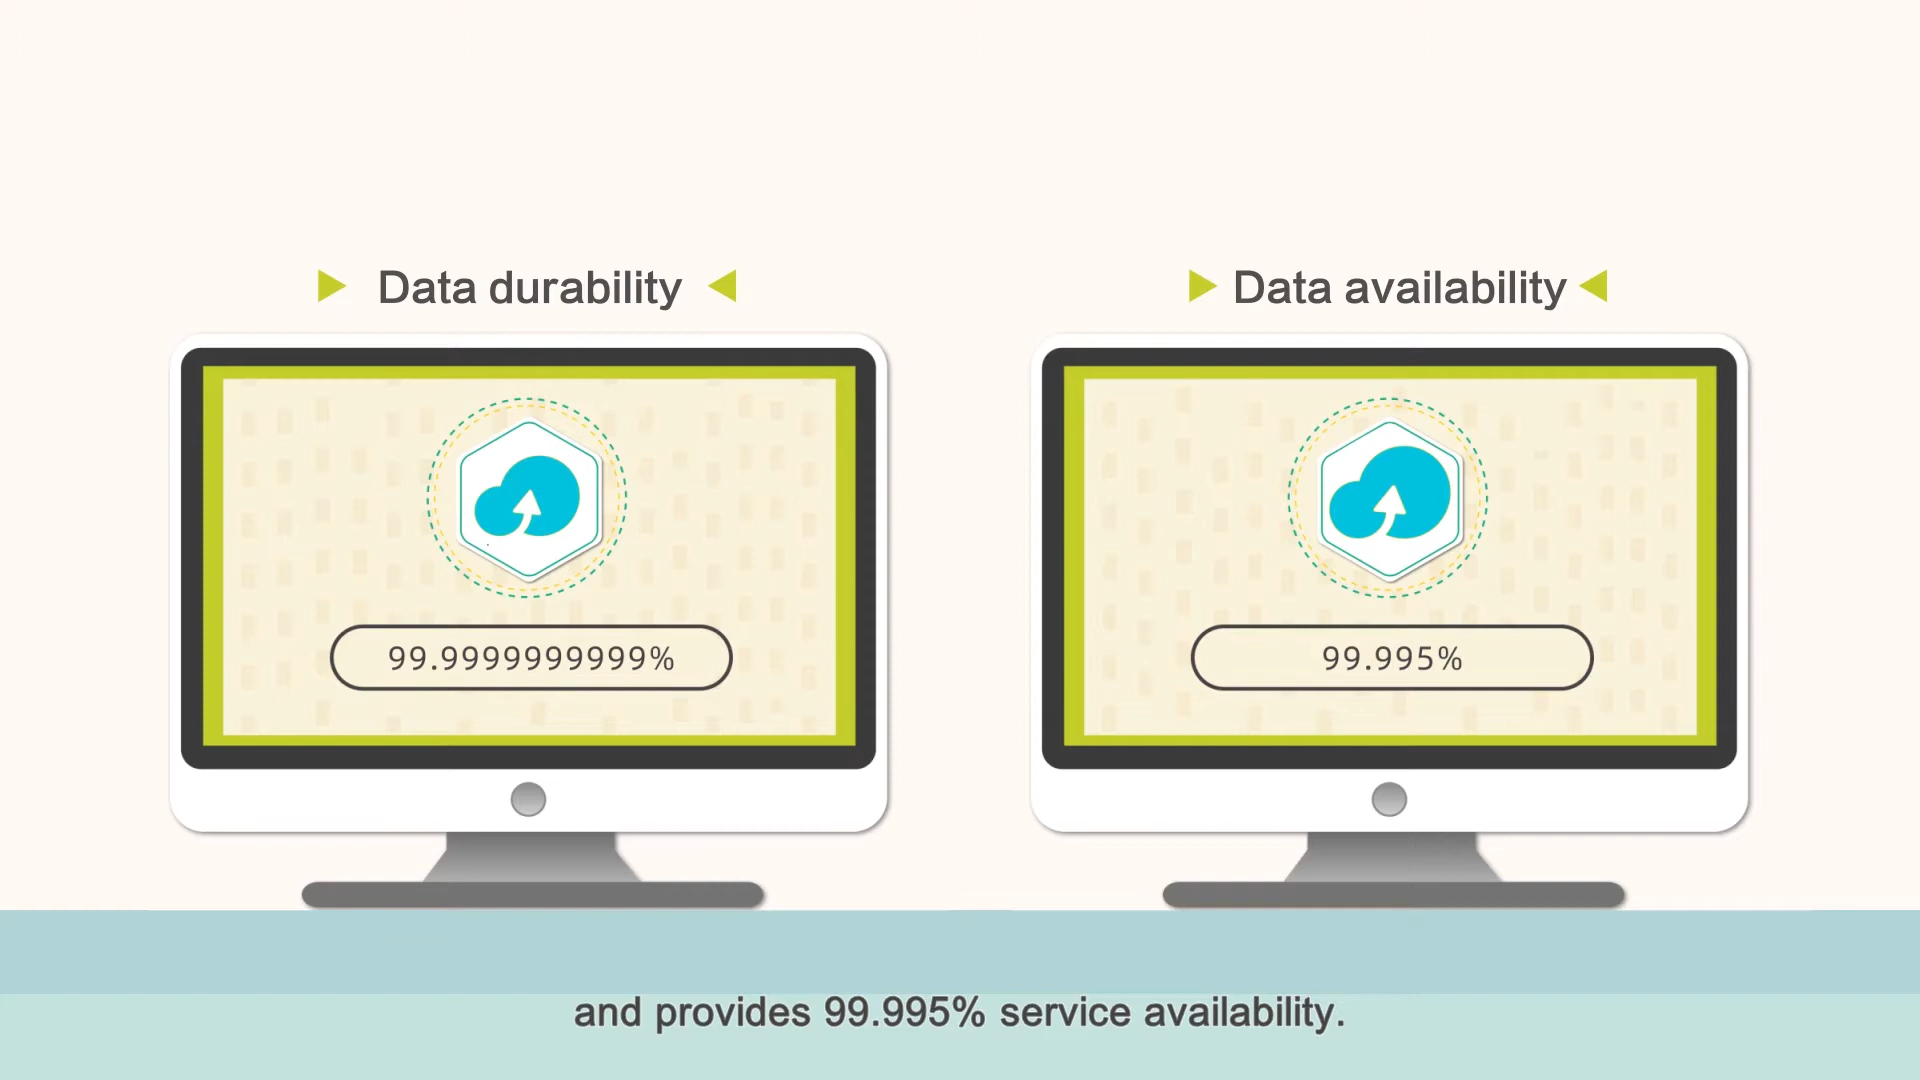 Data durability
Data availability
99.9999999999%
99.995%
and provides 99.995% service availability.